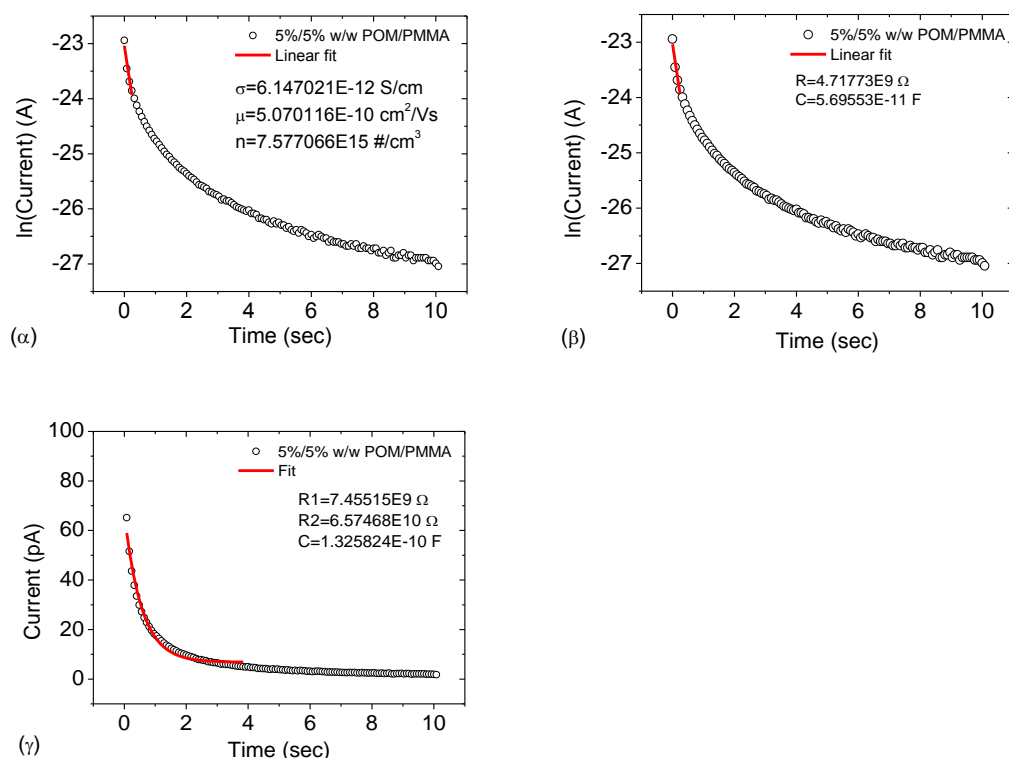 -23
-24
-25
-26
-27
ln(Current) (A)
5%/5% w/w POM/PMMA
Linear fit
σ=6.147021E-12 S/cm
μ=5.070116E-10 cm²/Vs
n=7.577066E15 #/cm³
0 2 4 6 8 10
Time (sec)
(α)
-23
-24
-25
-26
-27
ln(Current) (A)
5%/5% w/w POM/PMMA
Linear fit
R=4.71773E9 Ω
C=5.69553E-11 F
0 2 4 6 8 10
Time (sec)
(β)
100
80
60
40
20
0
Current (pA)
5%/5% w/w POM/PMMA
Fit
R1=7.45515E9 Ω
R2=6.57468E10 Ω
C=1.325824E-10 F
0 2 4 6 8 10
Time (sec)
(γ)